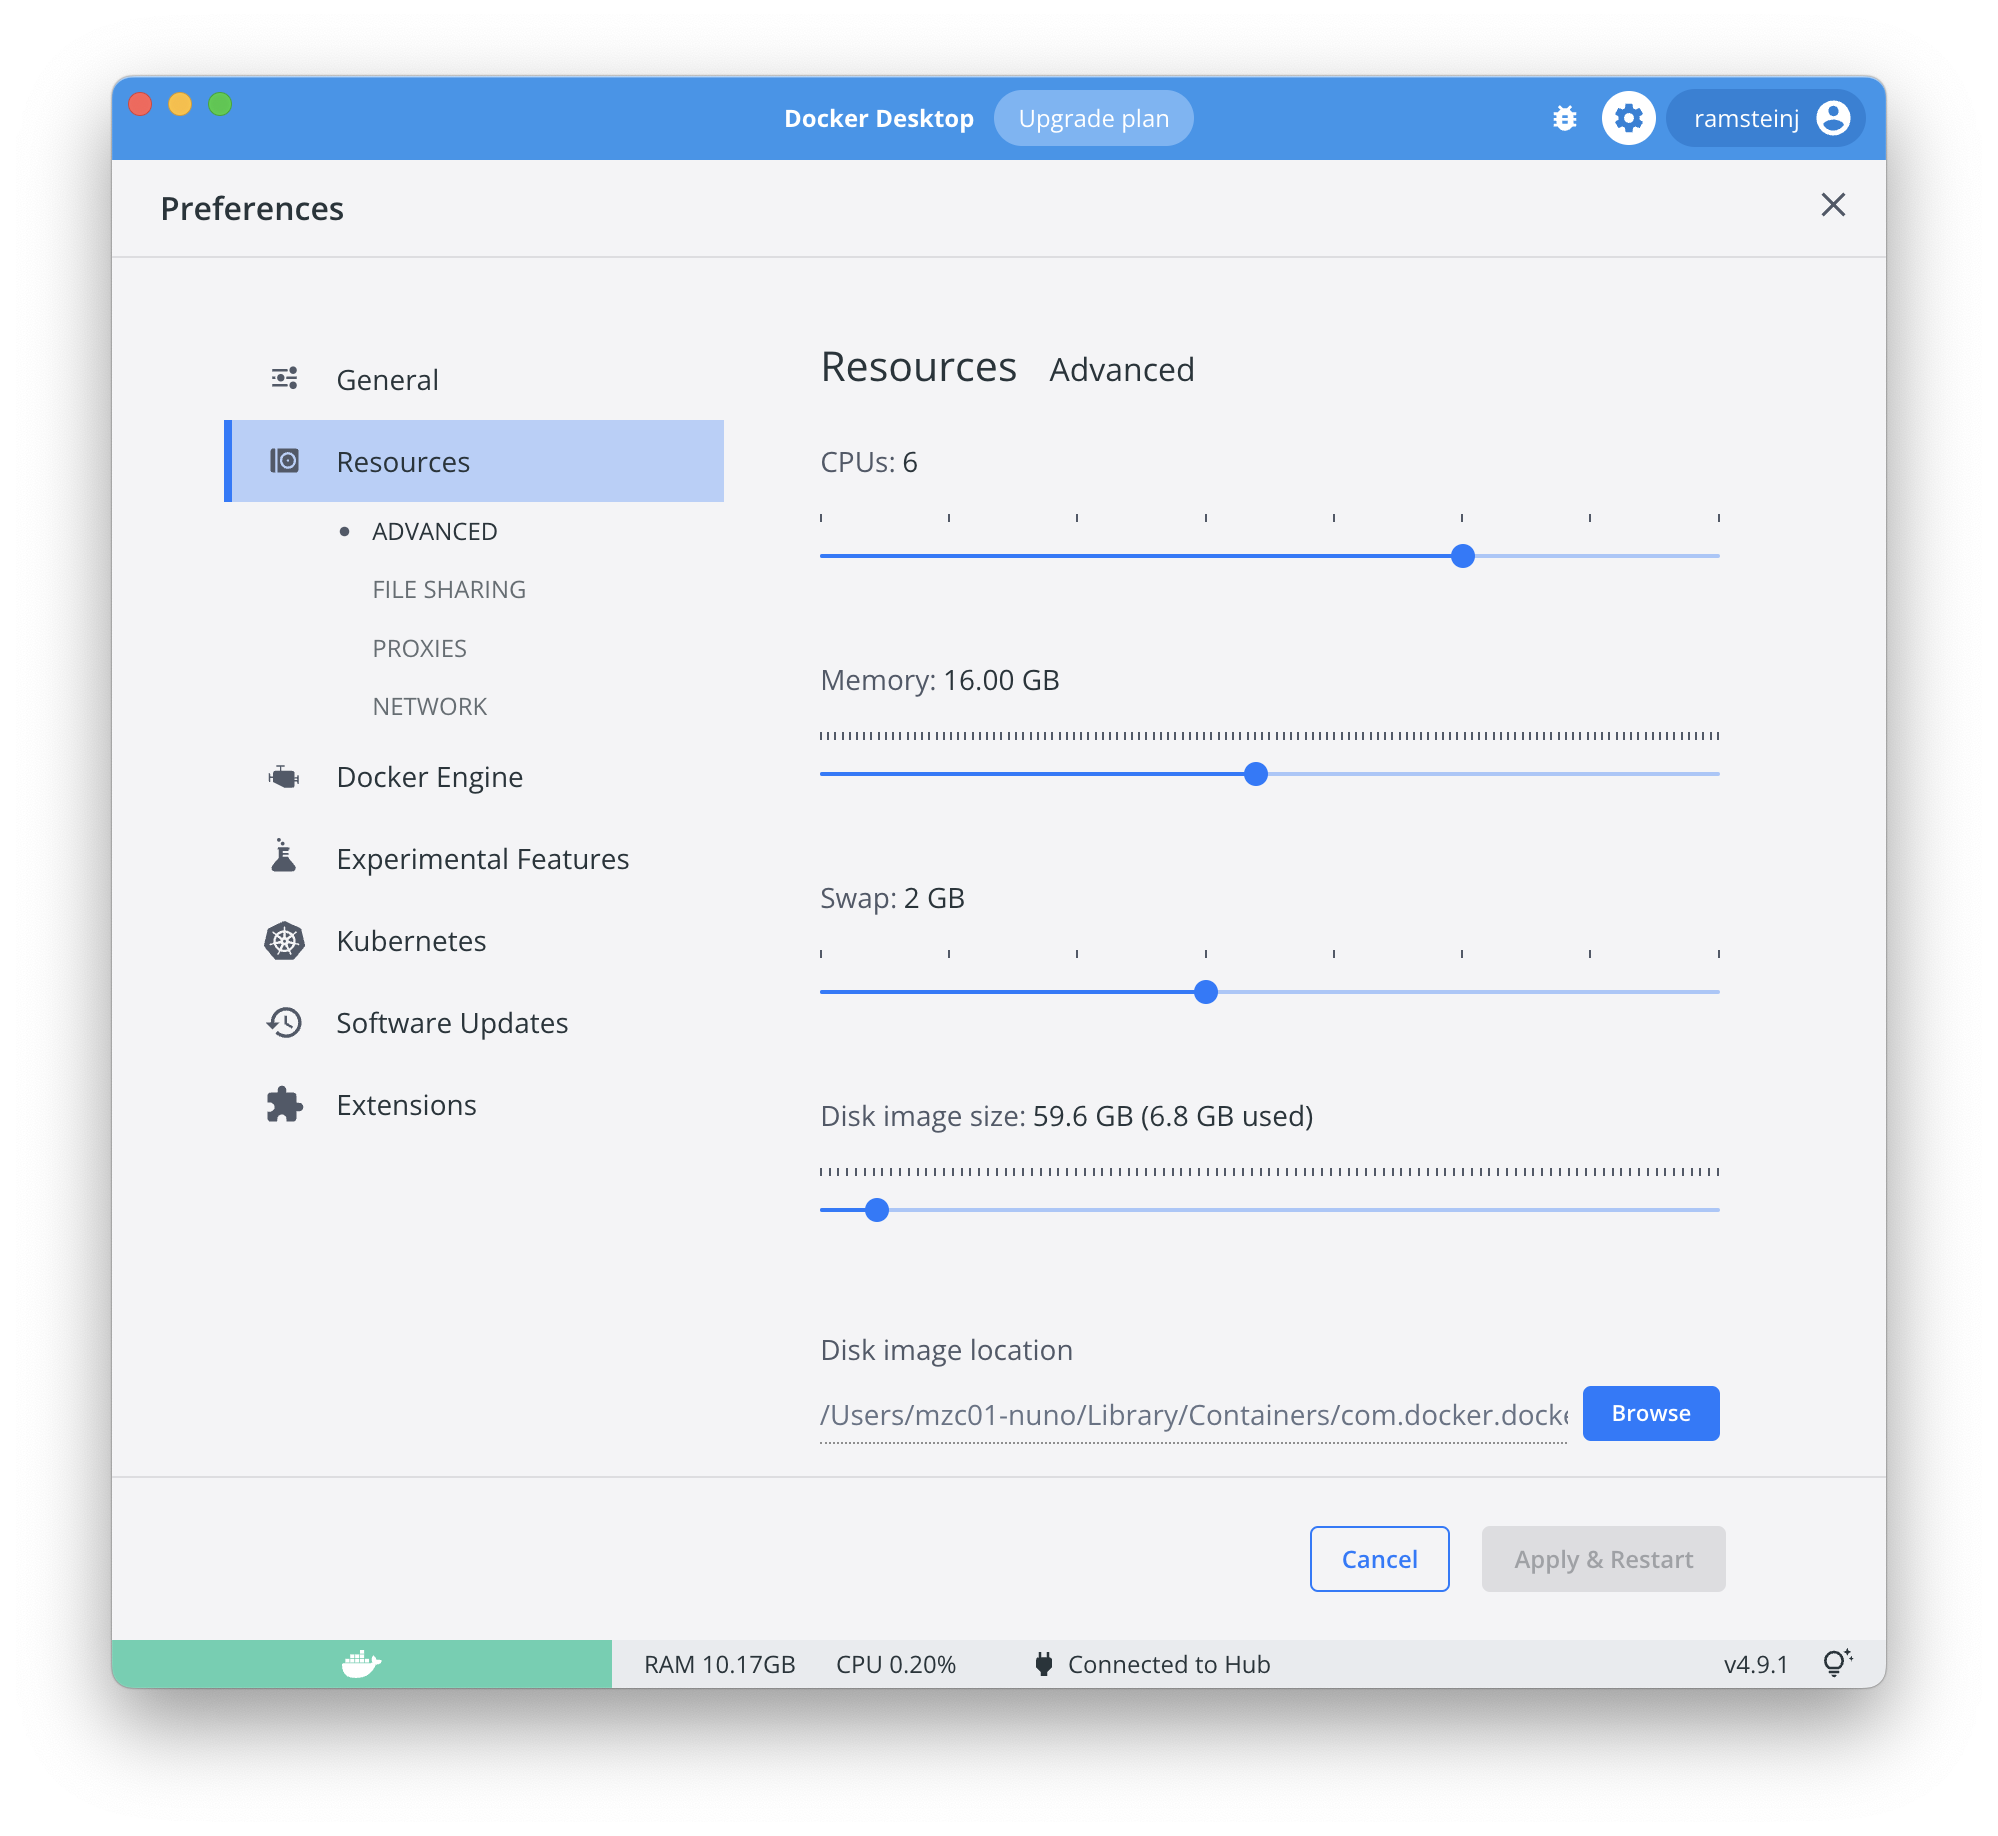 Docker Desktop Upgrade plan ramsteinj
Preferences
General
Resources
ADVANCED
FILE SHARING
PROXIES
NETWORK
Docker Engine
Experimental Features
Kubernetes
Software Updates
Extensions
Resources Advanced
CPUs: 6
Memory: 16.00 GB
Swap: 2 GB
Disk image size: 59.6 GB (6.8 GB used)
Disk image location
/Users/mzc01-nuno/Library/Containers/com.docker.docke
Browse
Cancel Apply & Restart
RAM 10.17GB CPU 0.20% Connected to Hub v4.9.1